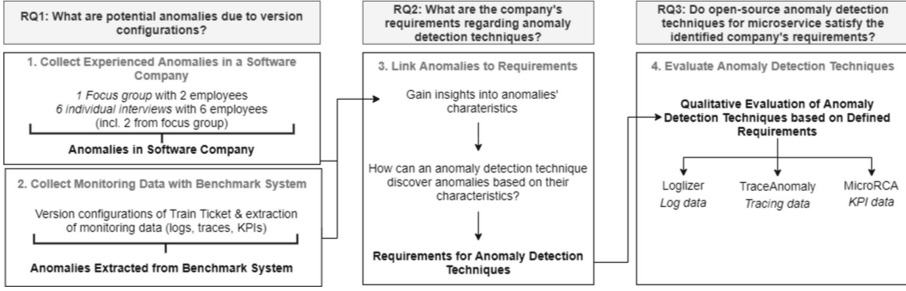 RQ1: What are potential anomalies due to version
configurations?
1. Collect Experienced Anomalies in a Software
Company
1 Focus group with 2 employees
6 individual interviews with 6 employees
(incl. 2 from focus group)
Anomalies in Software Company
2. Collect Monitoring Data with Benchmark System
Version configurations of Train Ticket & extraction
of monitoring data (logs, traces, KPIs)
Anomalies Extracted from Benchmark System
RQ2: What are the company's
requirements regarding anomaly
detection techniques?
3. Link Anomalies to Requirements
Gain insights into anomalies'
charateristics
How can an anomaly detection technique
discover anomalies based on their
characteristics?
Requirements for Anomaly Detection
Techniques
RQ3: Do open-source anomaly detection
techniques for microservice satisfy the
identified company's requirements?
4. Evaluate Anomaly Detection Techniques
Qualitative Evaluation of Anomaly
Detection Techniques based on Defined
Requirements
Loglizer
Log data
TraceAnomaly
Tracing data
MicroRCA
KPI data